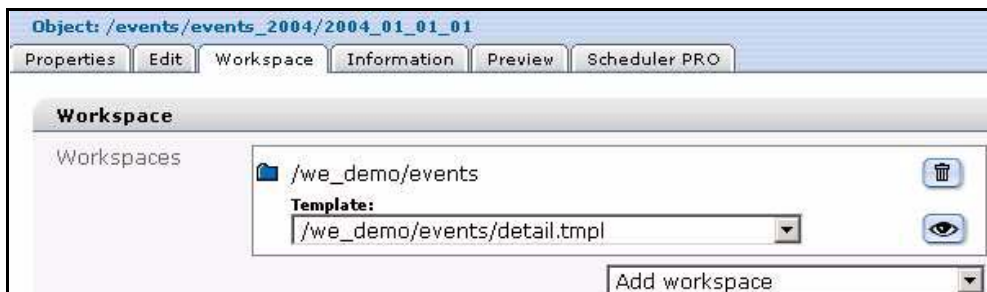 Object: /events/events_2004/2004_01_01_01
Properties Edit Workspace Information Preview Scheduler PRO
Workspace
Workspaces
/we_demo/events
Template:
/we_demo/events/detail.tmpl
Add workspace